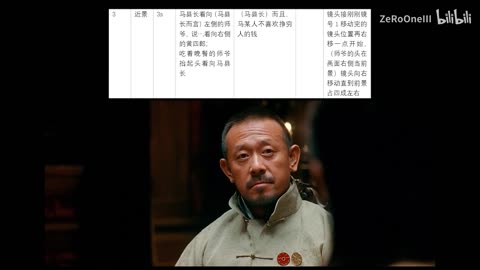 ZeRoOneIII bilibili
3
近景
3s
马县长看向(马县
长而言)左侧的师
爷，说…,看向右侧
的黄四郎;
吃着晚餐的师爷
抬起头看向马县
长
(马县长)而且，
马某人不喜欢挣穷
人的钱
镜头接刚刚镜
号1移动完的
镜头位置再右
移一点开始，
(师爷的头在
画面右侧当前
景)镜头向右
移动直到前景
占四成左右